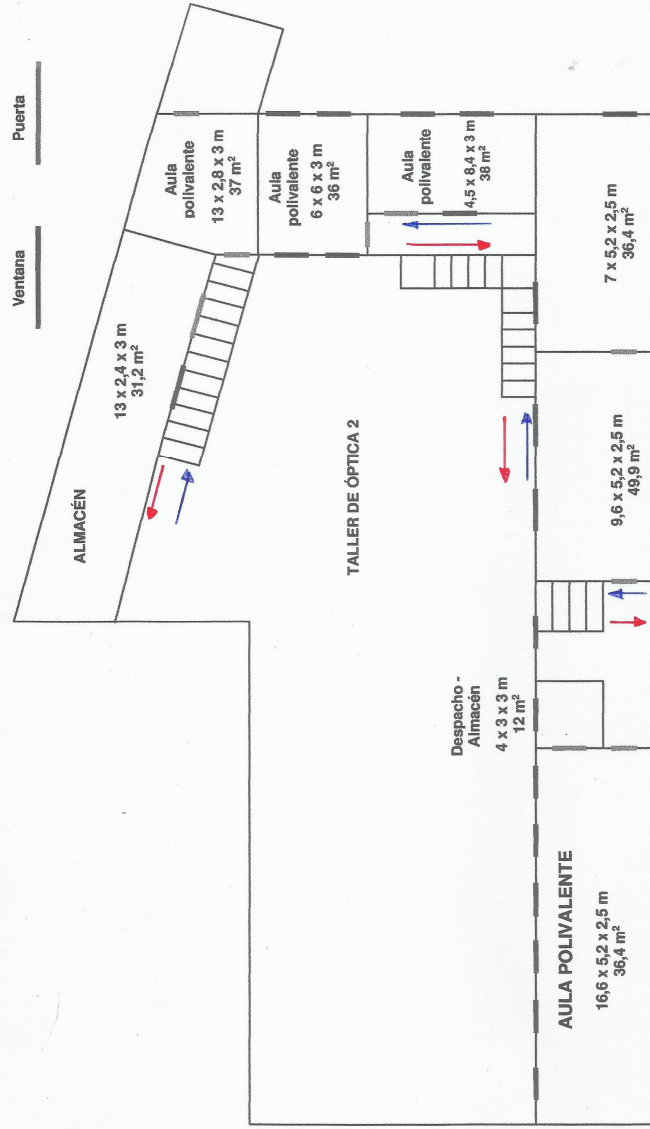 Ventana
Puerta
ALMACÉN
13 x 2,4 x 3 m
31,2 m²
Aula
polivalente
13 x 2,8 x 3 m
37 m²
Aula
polivalente
6 x 6 x 3 m
36 m²
Aula
polivalente
4,5 x 8,4 x 3 m
38 m²
TALLER DE ÓPTICA 2
Despacho -
Almacén
4 x 3 x 3 m
12 m²
AULA POLIVALENTE
16,6 x 5,2 x 2,5 m
36,4 m²
9,6 x 5,2 x 2,5 m
49,9 m²
7 x 5,2 x 2,5 m
36,4 m²